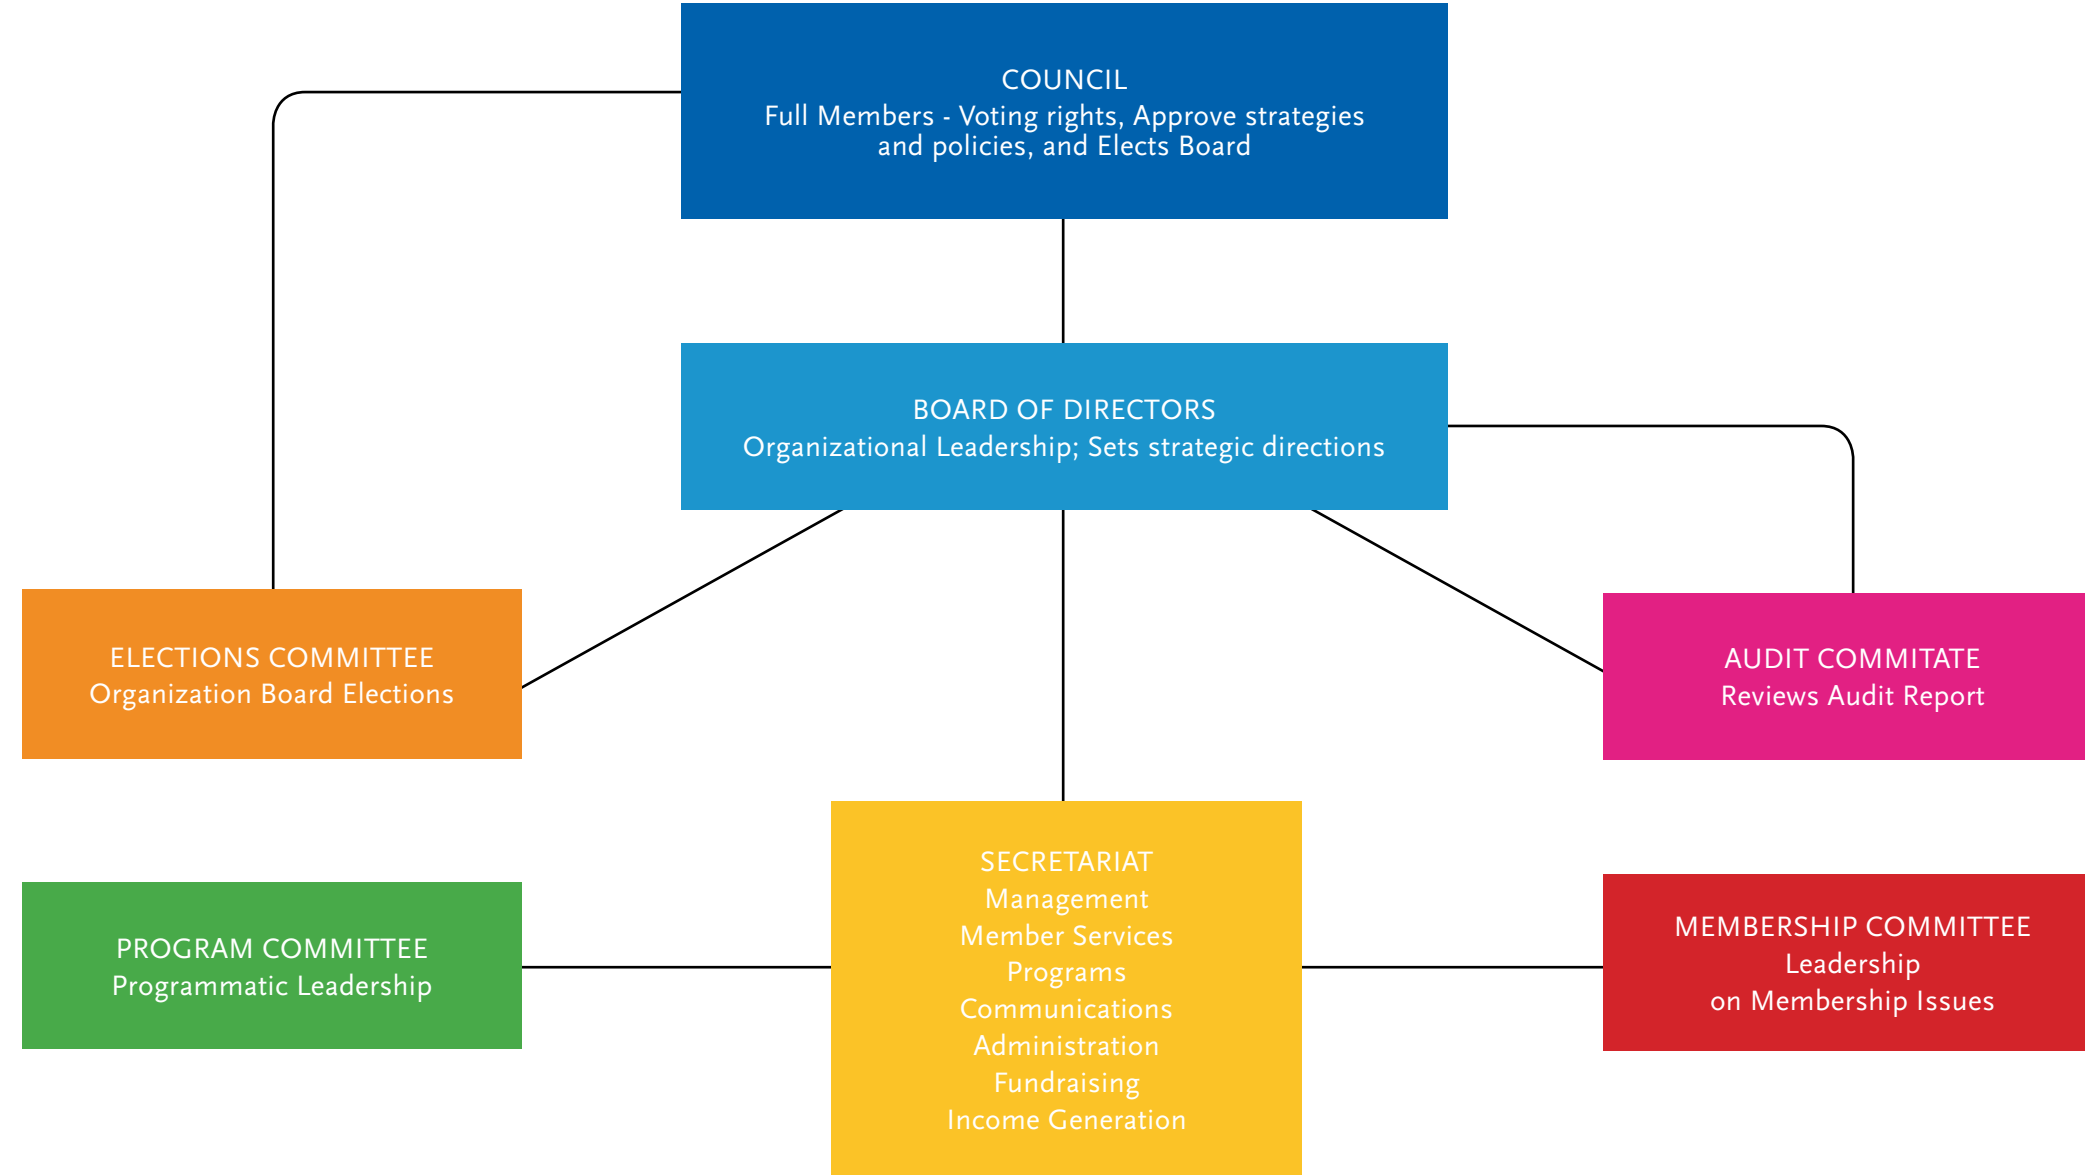 COUNCIL
Full Members - Voting rights, Approve strategies
and policies, and Elects Board
BOARD OF DIRECTORS
Organizational Leadership; Sets strategic directions
ELECTIONS COMMITTEE
Organization Board Elections
AUDIT COMMITATE
Reviews Audit Report
PROGRAM COMMITTEE
Programmatic Leadership
SECRETARIAT
Management
Member Services
Programs
Communications
Administration
Fundraising
Income Generation
MEMBERSHIP COMMITTEE
Leadership
on Membership Issues